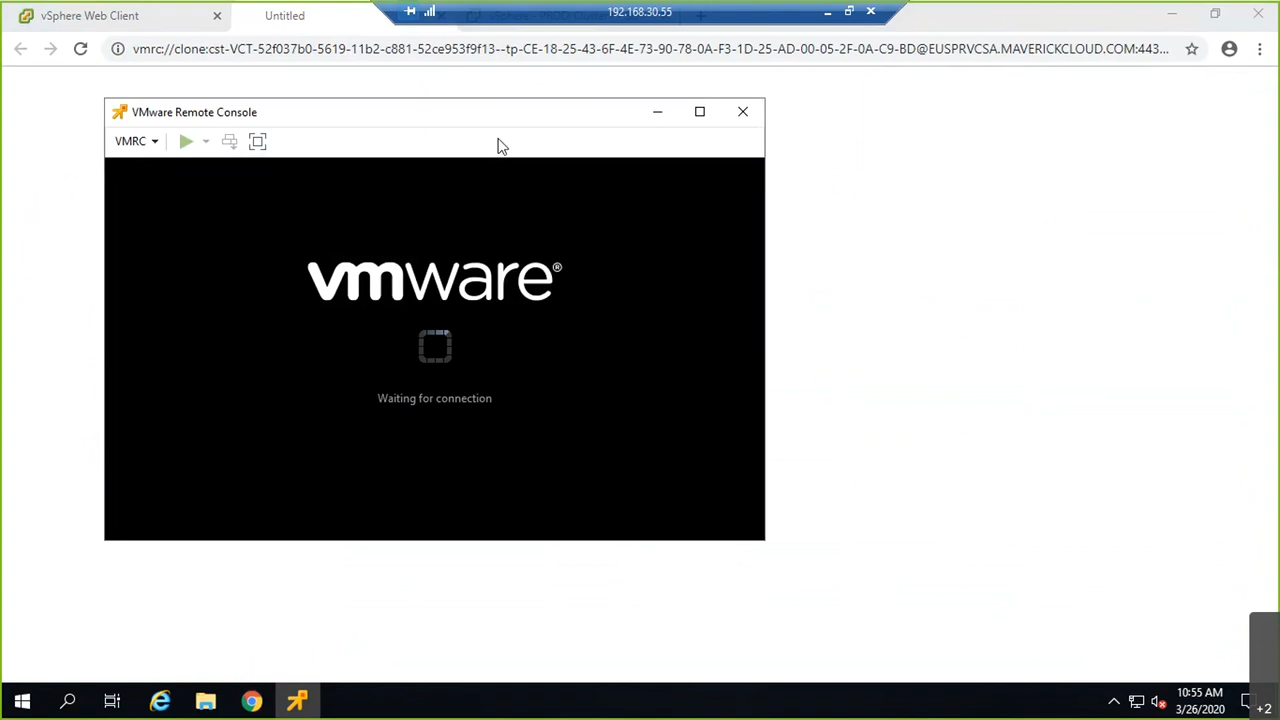 vSphere Web Client
Untitled
192.168.30.55
vmrc://clone:cst-VCT-52f037b0-5619-11b2-c881-52ce953f9f13--tp-CE-18-25-43-6F-4E-73-90-78-0A-F3-1D-25-AD-00-05-2F-0A-C9-BD@EUSPRVCSA.MAVERICKCLOUD.COM:443...
VMware Remote Console
VMRC
vmware®
Waiting for connection
10:55 AM
3/26/2020
+2